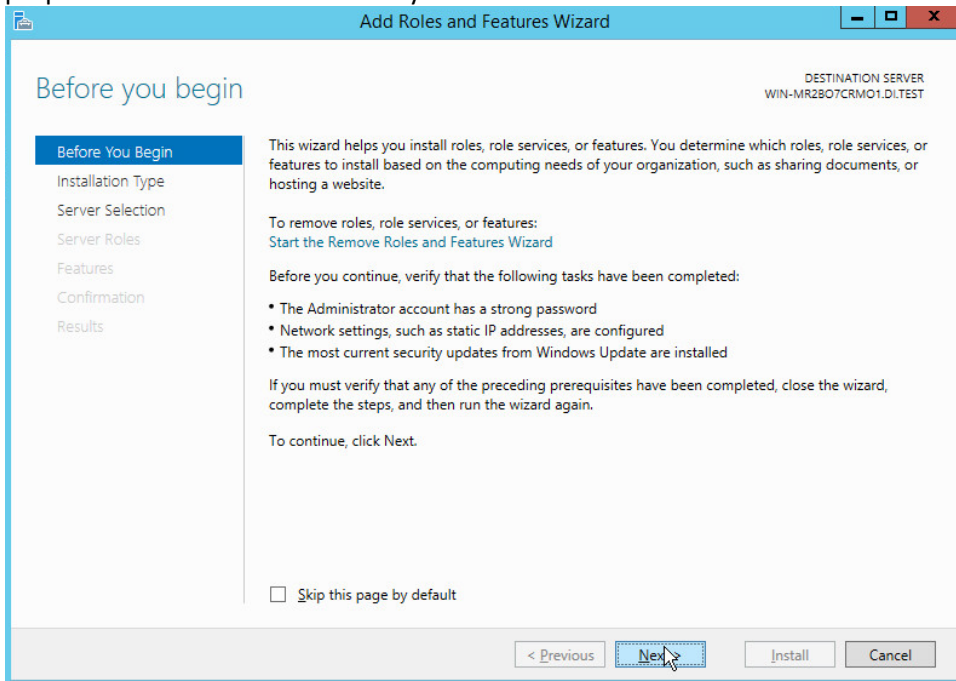 Add Roles and Features Wizard
Before you begin
DESTINATION SERVER
WIN-MR2BO7CRMO1.DI.TEST
Before You Begin
Installation Type
Server Selection
Server Roles
Features
Confirmation
Results
This wizard helps you install roles, role services, or features. You determine which roles, role services, or
features to install based on the computing needs of your organization, such as sharing documents, or
hosting a website.
To remove roles, role services, or features:
Start the Remove Roles and Features Wizard
Before you continue, verify that the following tasks have been completed:
• The Administrator account has a strong password
• Network settings, such as static IP addresses, are configured
• The most current security updates from Windows Update are installed
If you must verify that any of the preceding prerequisites have been completed, close the wizard,
complete the steps, and then run the wizard again.
To continue, click Next.
Skip this page by default
< Previous
Next >
Install
Cancel